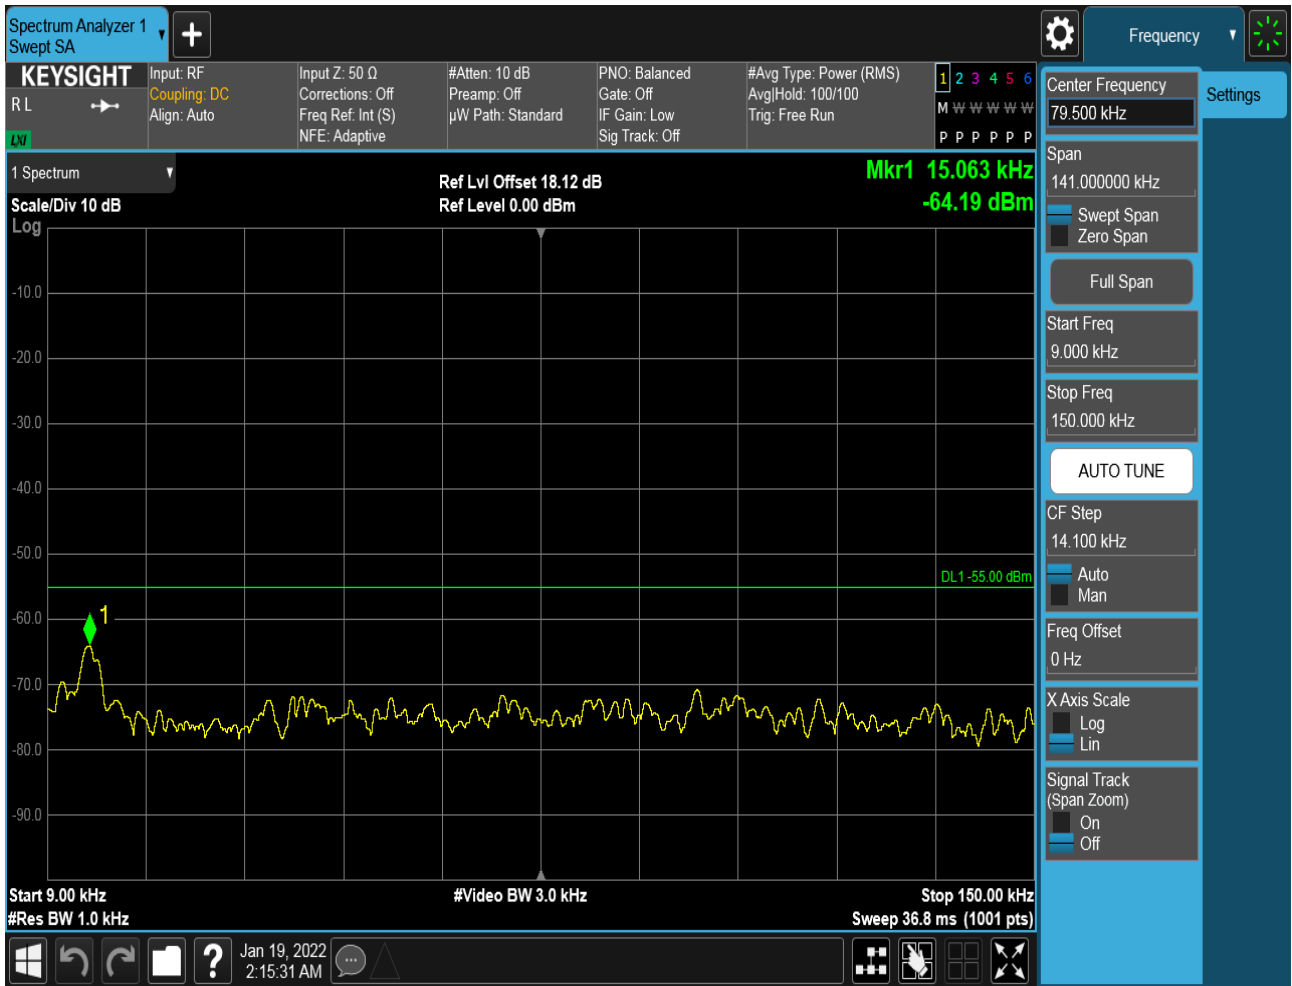 Spectrum Analyzer 1
Swept SA
Frequency
KEYSIGHT
R L
LXI
Input: RF
Coupling: DC
Align: Auto
Input Z: 50 Ω
Corrections: Off
Freq Ref: Int (S)
NFE: Adaptive
#Atten: 10 dB
Preamp: Off
µW Path: Standard
PNO: Balanced
Gate: Off
IF Gain: Low
Sig Track: Off
#Avg Type: Power (RMS)
Avg|Hold: 100/100
Trig: Free Run
1 2 3 4 5 6
M W W W W W
P P P P P P
1 Spectrum
Scale/Div 10 dB
Log
Ref Lvl Offset 18.12 dB
Ref Level 0.00 dBm
Mkr1 15.063 kHz
-64.19 dBm
-10.0
-20.0
-30.0
-40.0
-50.0
DL1 -55.00 dBm
-60.0
1
-70.0
-80.0
-90.0
Start 9.00 kHz
#Video BW 3.0 kHz
Stop 150.00 kHz
#Res BW 1.0 kHz
Sweep 36.8 ms (1001 pts)
Jan 19, 2022
2:15:31 AM
Center Frequency
79.500 kHz
Settings
Span
141.000000 kHz
Swept Span
Zero Span
Full Span
Start Freq
9.000 kHz
Stop Freq
150.000 kHz
AUTO TUNE
CF Step
14.100 kHz
Auto
Man
Freq Offset
0 Hz
X Axis Scale
Log
Lin
Signal Track
(Span Zoom)
On
Off